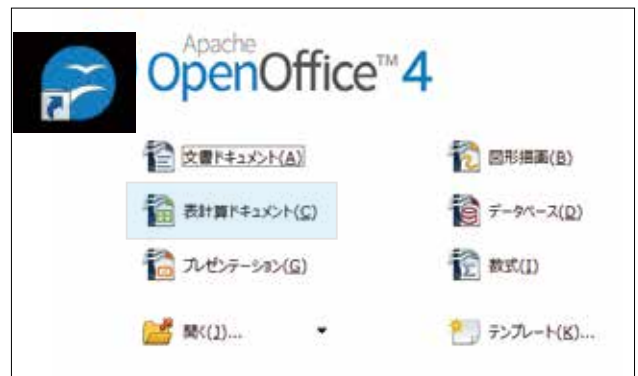 Apache
OpenOffice™ 4
文書ドキュメント(A)
図形描画(B)
表計算ドキュメント(C)
データベース(D)
プレゼンテーション(G)
数式(I)
開く(J)...
テンプレート(K)...